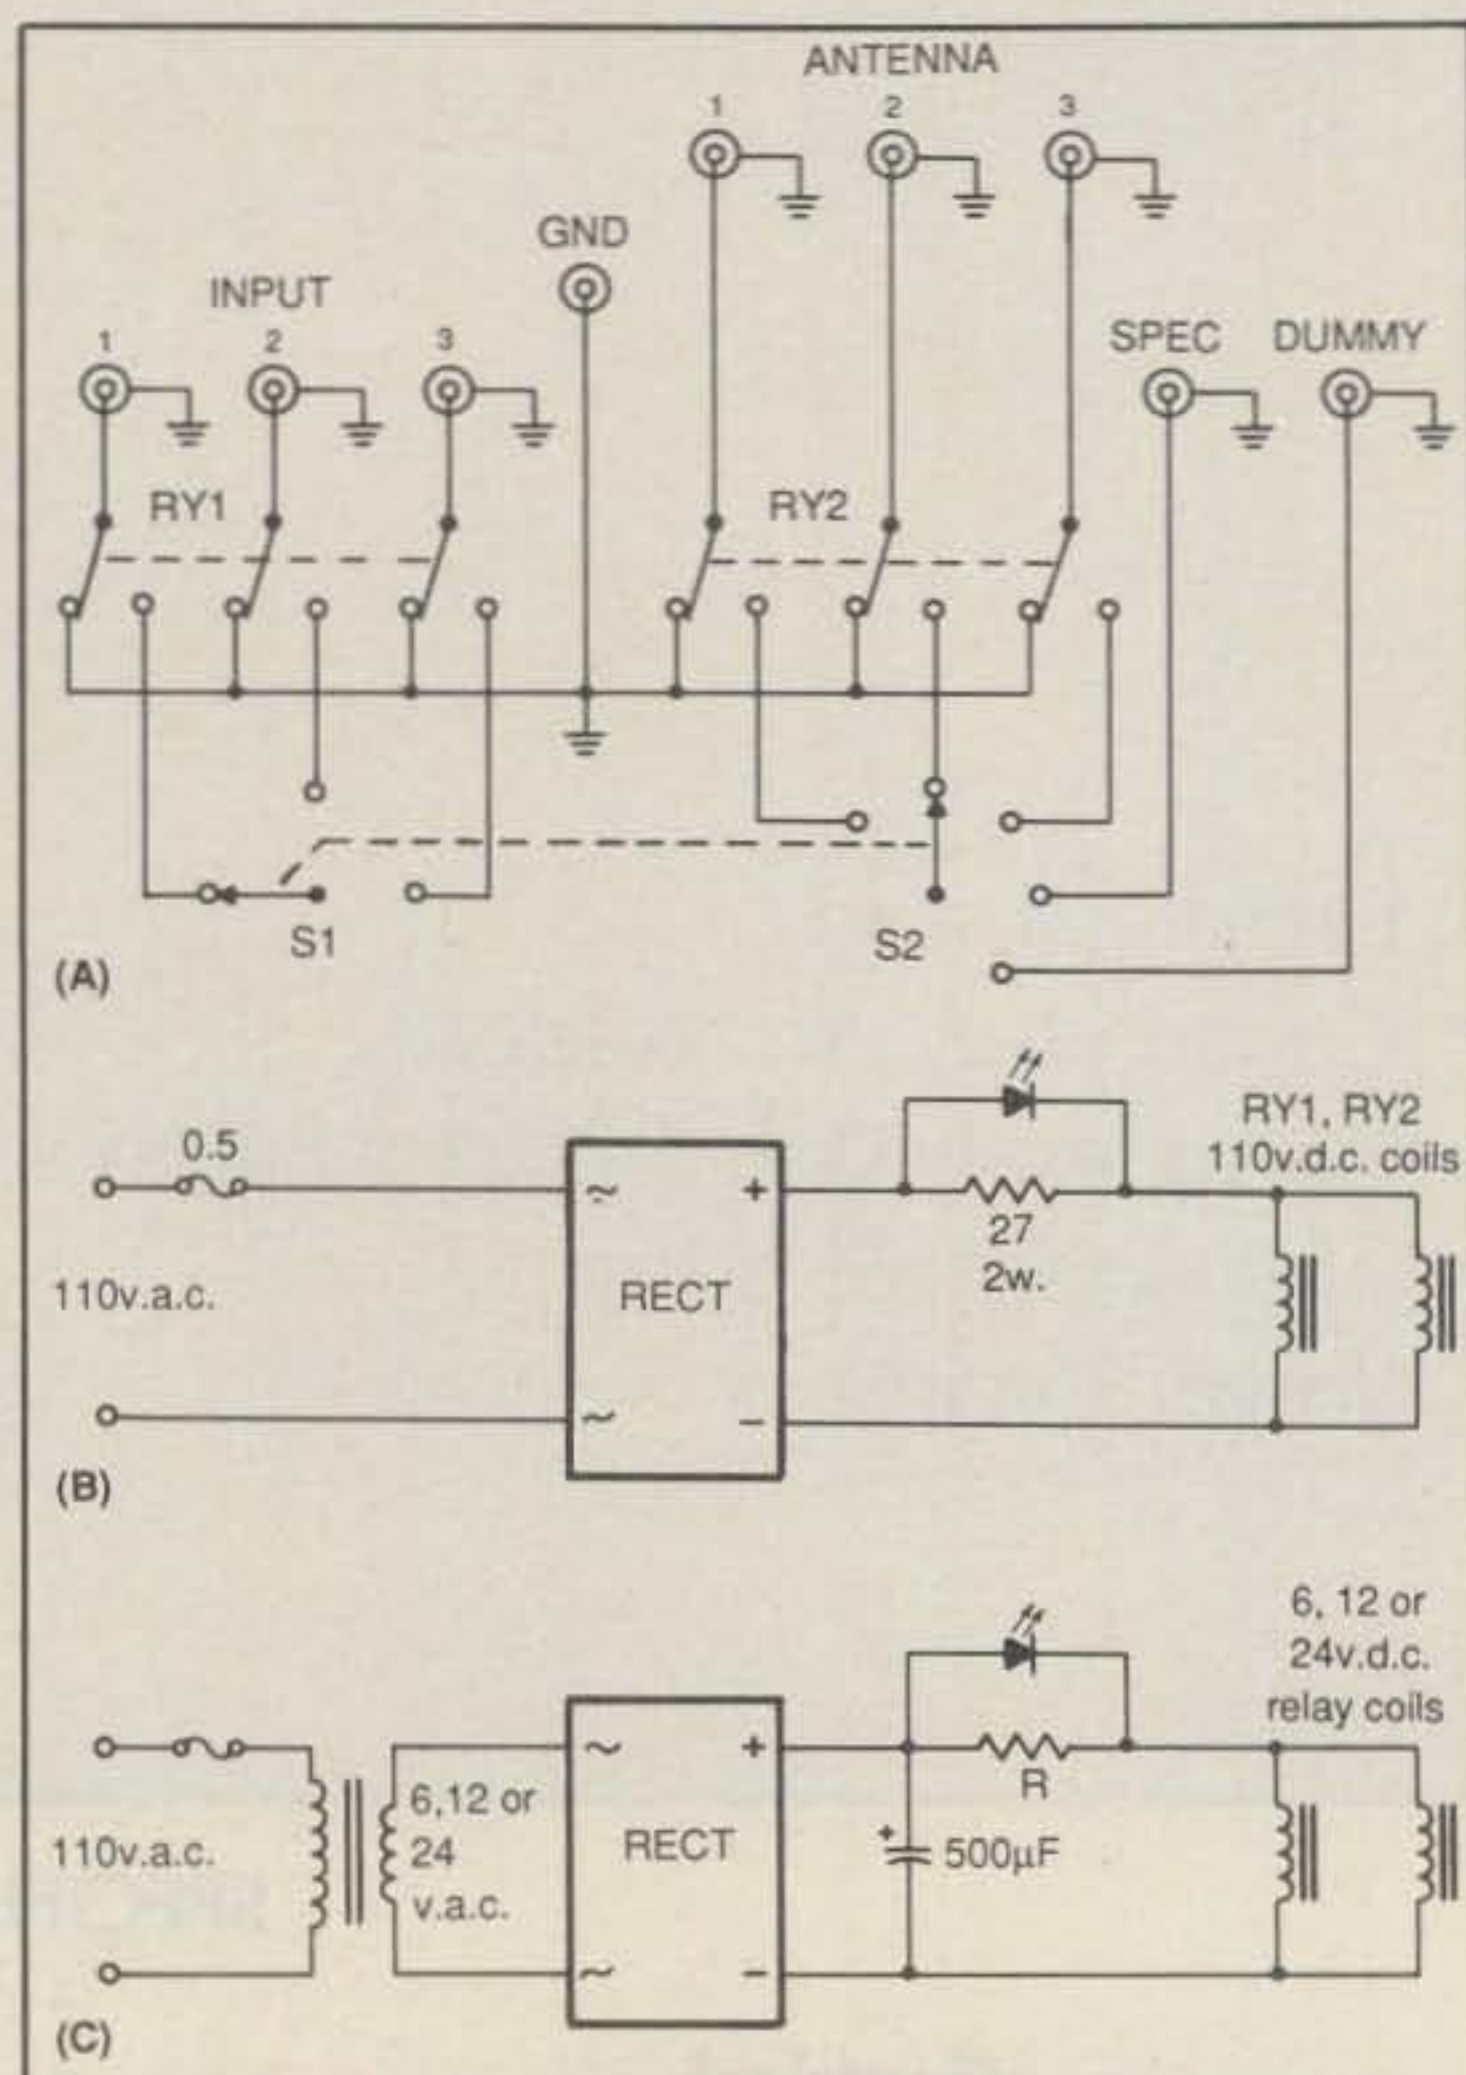 ANTENNA
1 2 3
GND
INPUT
1 2 3
SPEC DUMMY
RY1 RY2
S1 S2
(A)
0.5
RY1, RY2
110v.d.c. coils
~ +
27
2w.
110v.a.c.
RECT
~ −
(B)
6, 12 or
24v.d.c.
relay coils
~ +
R
6,12 or
24
v.a.c.
110v.a.c.
RECT
+
500µF
~ −
(C)